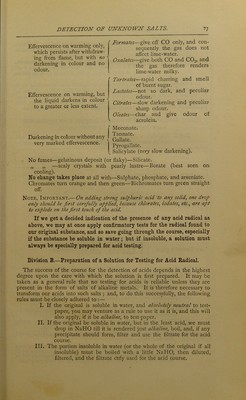 DETECTION OF UNKNOWN SALTS. 75
Effervescence on warming only, which persists after withdrawing from flame, but with no darkening in colour and no odour.
Formates—give off CO only, and consequently the gas does not affect lime-water.
Oxalates—give both CO and CO₂, and the gas therefore renders lime-water milky.
Effervescence on warming, but the liquid darkens in colour to a greater or less extent.
Tartrates—rapid charring and smell of burnt sugar.
Lactates—not so dark, and peculiar odour.
Citrates—slow darkening and peculiar sharp odour.
Oleates—char and give odour of acrolein.
Darkening in colour without any very marked effervescence.
Meconate.
Tannate.
Gallate.
Pyrogallate.
Salicylate (very slow darkening).
No fumes—gelatinous deposit (or flaky)—Silicate.
„ „ —scaly crystals with pearly lustre—Borate (best seen on cooling).
No change takes place at all with—Sulphate, phosphate, and arsenate.
Chromates turn orange and then green—Bichromates turn green straight off.
NOTE, IMPORTANT.—On adding strong sulphuric acid to any solid, one drop only should in first carefully applied, because chlorates, iodates, etc., are apt to explode on the first touch of the acid.
If we get a decided indication of the presence of any acid radical as above, we may at once apply confirmatory tests for the radical found to our original substance, and so save going through the course, especially if the substance be soluble in water; but if insoluble, a solution must always be specially prepared for acid testing.
Division B.—Preparation of a Solution for Testing for Acid Radical.
The success of the course for the detection of acids depends in the highest degree upon the care with which the solution is first prepared. It may be taken as a general rule that no testing for acids is reliable unless they are present in the form of salts of alkaline metals. It is therefore necessary to transform our acids into such salts; and, to do this successfully, the following rules must be closely adhered to—
I. If the original is soluble in water, and absolutely neutral to test-paper, you may venture as a rule to use it as it is, and this will also apply, if it be alkaline, to test-paper.
II. If the original be soluble in water, but is there acid, we must drop in NaHO till it is rendered just alkaline, boil, and, if any precipitate should form, filter and use the filtrate for the acid course.
III. The portion insoluble in water (or the whole of the original if all insoluble) must be boiled with a little NaHO, then diluted, filtered, and the filtrate only used for the acid course.